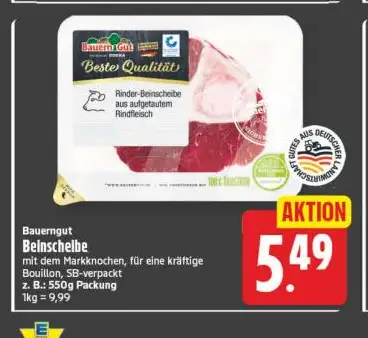 Bauern Gut
EDEKA
Beste Qualität
Rinder-Beinscheibe
aus aufgetautem
Rindfleisch
GUTES AUS DEUTSCHER LANDWIRTSCHAFT
AKTION
5.49
Bauerngut
Beinscheibe
mit dem Markknochen, für eine kräftige
Bouillon, SB-verpackt
z. B.: 550g Packung
1kg = 9,99
E